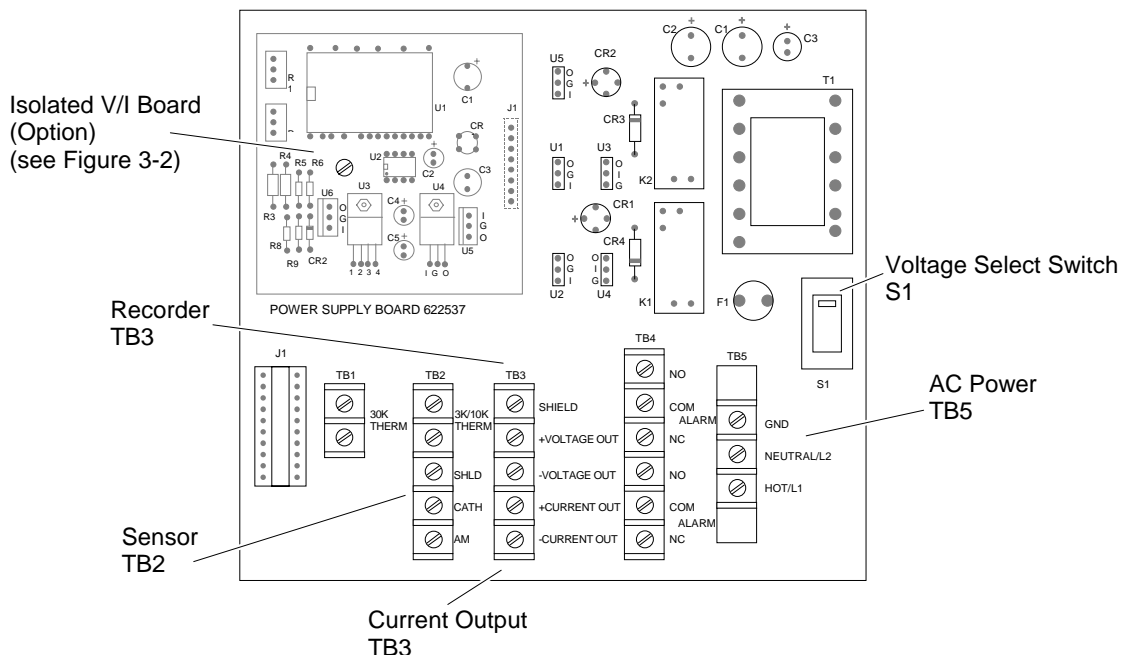 Isolated V/I Board
(Option)
(see Figure 3-2)
R
1
U1
+
C1
J1
CR
U2
C2
C3
R4
R5
R6
R3
U6
O
G
I
U3
C4
+
U4
I
G
O
U5
R8
R9
CR2
C5
+
1 2 3 4
I G O
POWER SUPPLY BOARD 622537
U5
O
G
I
CR2
+
C2
+
C1
+
C3
+
T1
CR3
K2
U1
O
G
I
U3
O
I
G
CR1
+
CR4
U2
O
G
I
U4
O
I
G
K1
F1
S1
Voltage Select Switch
S1
Recorder
TB3
J1
TB1
30K
THERM
TB2
3K/10K
THERM
SHLD
CATH
AM
TB3
SHIELD
+VOLTAGE OUT
-VOLTAGE OUT
+CURRENT OUT
-CURRENT OUT
TB4
NO
COM
ALARM
NC
NO
COM
ALARM
NC
TB5
GND
NEUTRAL/L2
HOT/L1
AC Power
TB5
Sensor
TB2
Current Output
TB3